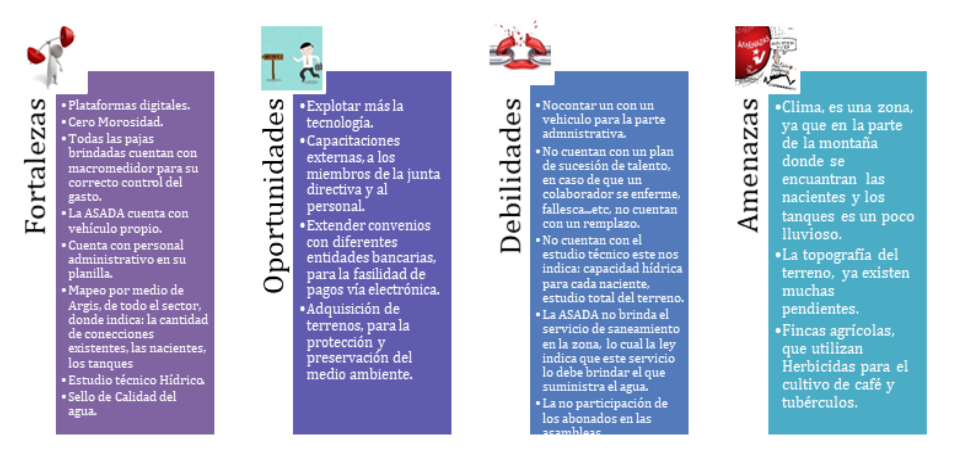 Fortalezas
•Plataformas digitales.
•Cero Morosidad.
•Todas las pajas
brindadas cuentan con
macromedidor para su
correcto control del
gasto.
•La ASADA cuenta con
vehículo propio.
•Cuenta con personal
administrativo en su
planilla.
•Mapeo por medio de
Argis, de todo el sector,
donde indica: la cantidad
de conecciones
existentes, las nacientes,
los tanques
•Estudio técnico Hídrico.
•Sello de Calidad del
agua.
Oportunidades
•Explotar más la
tecnología.
•Capacitaciones
externas, a los
miembros de la junta
directiva y al
personal.
•Extender convenios
con diferentes
entidades bancarias,
para la fasilidad de
pagos vía electrónica.
•Adquisición de
terrenos, para la
protección y
preservación del
medio ambiente.
Debilidades
•Nocontar un con un
vehiculo para la parte
admnistrativa.
•No cuentan con un plan
de sucesión de talento,
en caso de que un
colaborador se enferme,
fallesca...etc, no cuentan
con un remplazo.
•No cuentan con el
estudio técnico este nos
indica: capacidad hídrica
para cada naciente,
estudio total del terreno.
•La ASADA no brinda el
servicio de saneamiento
en la zona, lo cual la ley
indica que este servicio
lo debe brindar el que
suministra el agua.
•La no participación de
los abonados en las
asambleas
AMENAZAS
Amenazas
•Clima, es una zona,
ya que en la parte
de la montaña
donde se
encuantran las
nacientes y los
tanques es un poco
lluvioso.
•La topografía del
terreno, ya existen
muchas
pendientes.
•Fincas agrícolas,
que utilizan
Herbicidas para el
cultivo de café y
tubérculos.